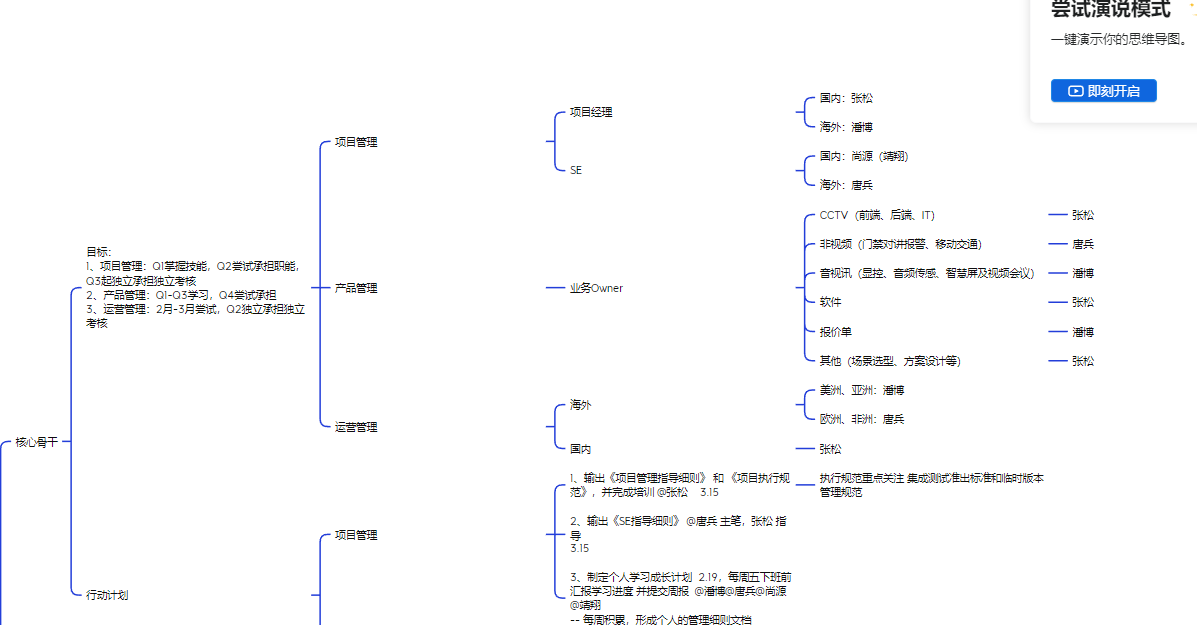 尝试演说模式
一键演示你的思维导图。
即刻开启
核心骨干
目标：
1、项目管理：Q1掌握技能，Q2尝试承担职能，
Q3起独立承担独立考核
2、产品管理：Q1-Q3学习，Q4尝试承担
3、运营管理：2月-3月尝试，Q2独立承担独立
考核
项目管理
项目经理
国内：张松
海外：潘博
SE
国内：尚源（靖翔）
海外：唐兵
产品管理
业务Owner
CCTV（前端、后端、IT）
张松
非视频（门禁对讲报警、移动交通）
唐兵
音视讯（显控、音频传感、智慧屏及视频会议）
潘博
软件
张松
报价单
潘博
其他（场景选型、方案设计等）
张松
运营管理
海外
美洲、亚洲：潘博
欧洲、非洲：唐兵
国内
张松
行动计划
项目管理
1、输出《项目管理指导细则》 和 《项目执行规
范》，并完成培训 @张松 3.15
执行规范重点关注 集成测试准出标准和临时版本
管理规范
2、输出《SE指导细则》 @唐兵 主笔，张松 指
导
3.15
3、制定个人学习成长计划 2.19，每周五下班前
汇报学习进度 并提交周报 @潘博@唐兵@尚源
@靖翔
-- 每周积累，形成个人的管理细则文档